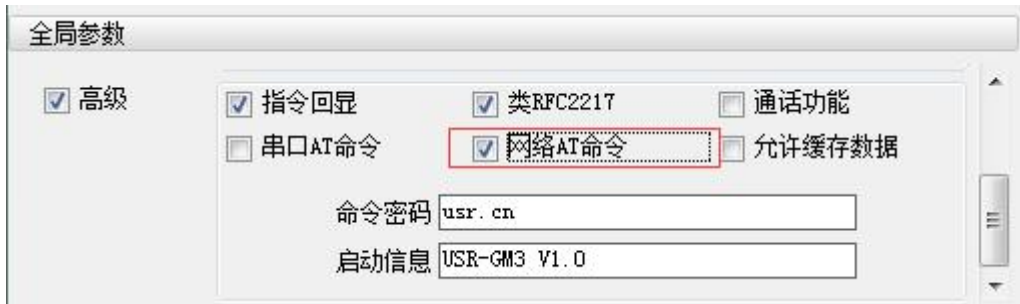 全局参数
高级 指令回显 类RFC2217 通话功能
串口AT命令 网络AT命令 允许缓存数据
命令密码 usr.cn
启动信息 USR-GM3 V1.0